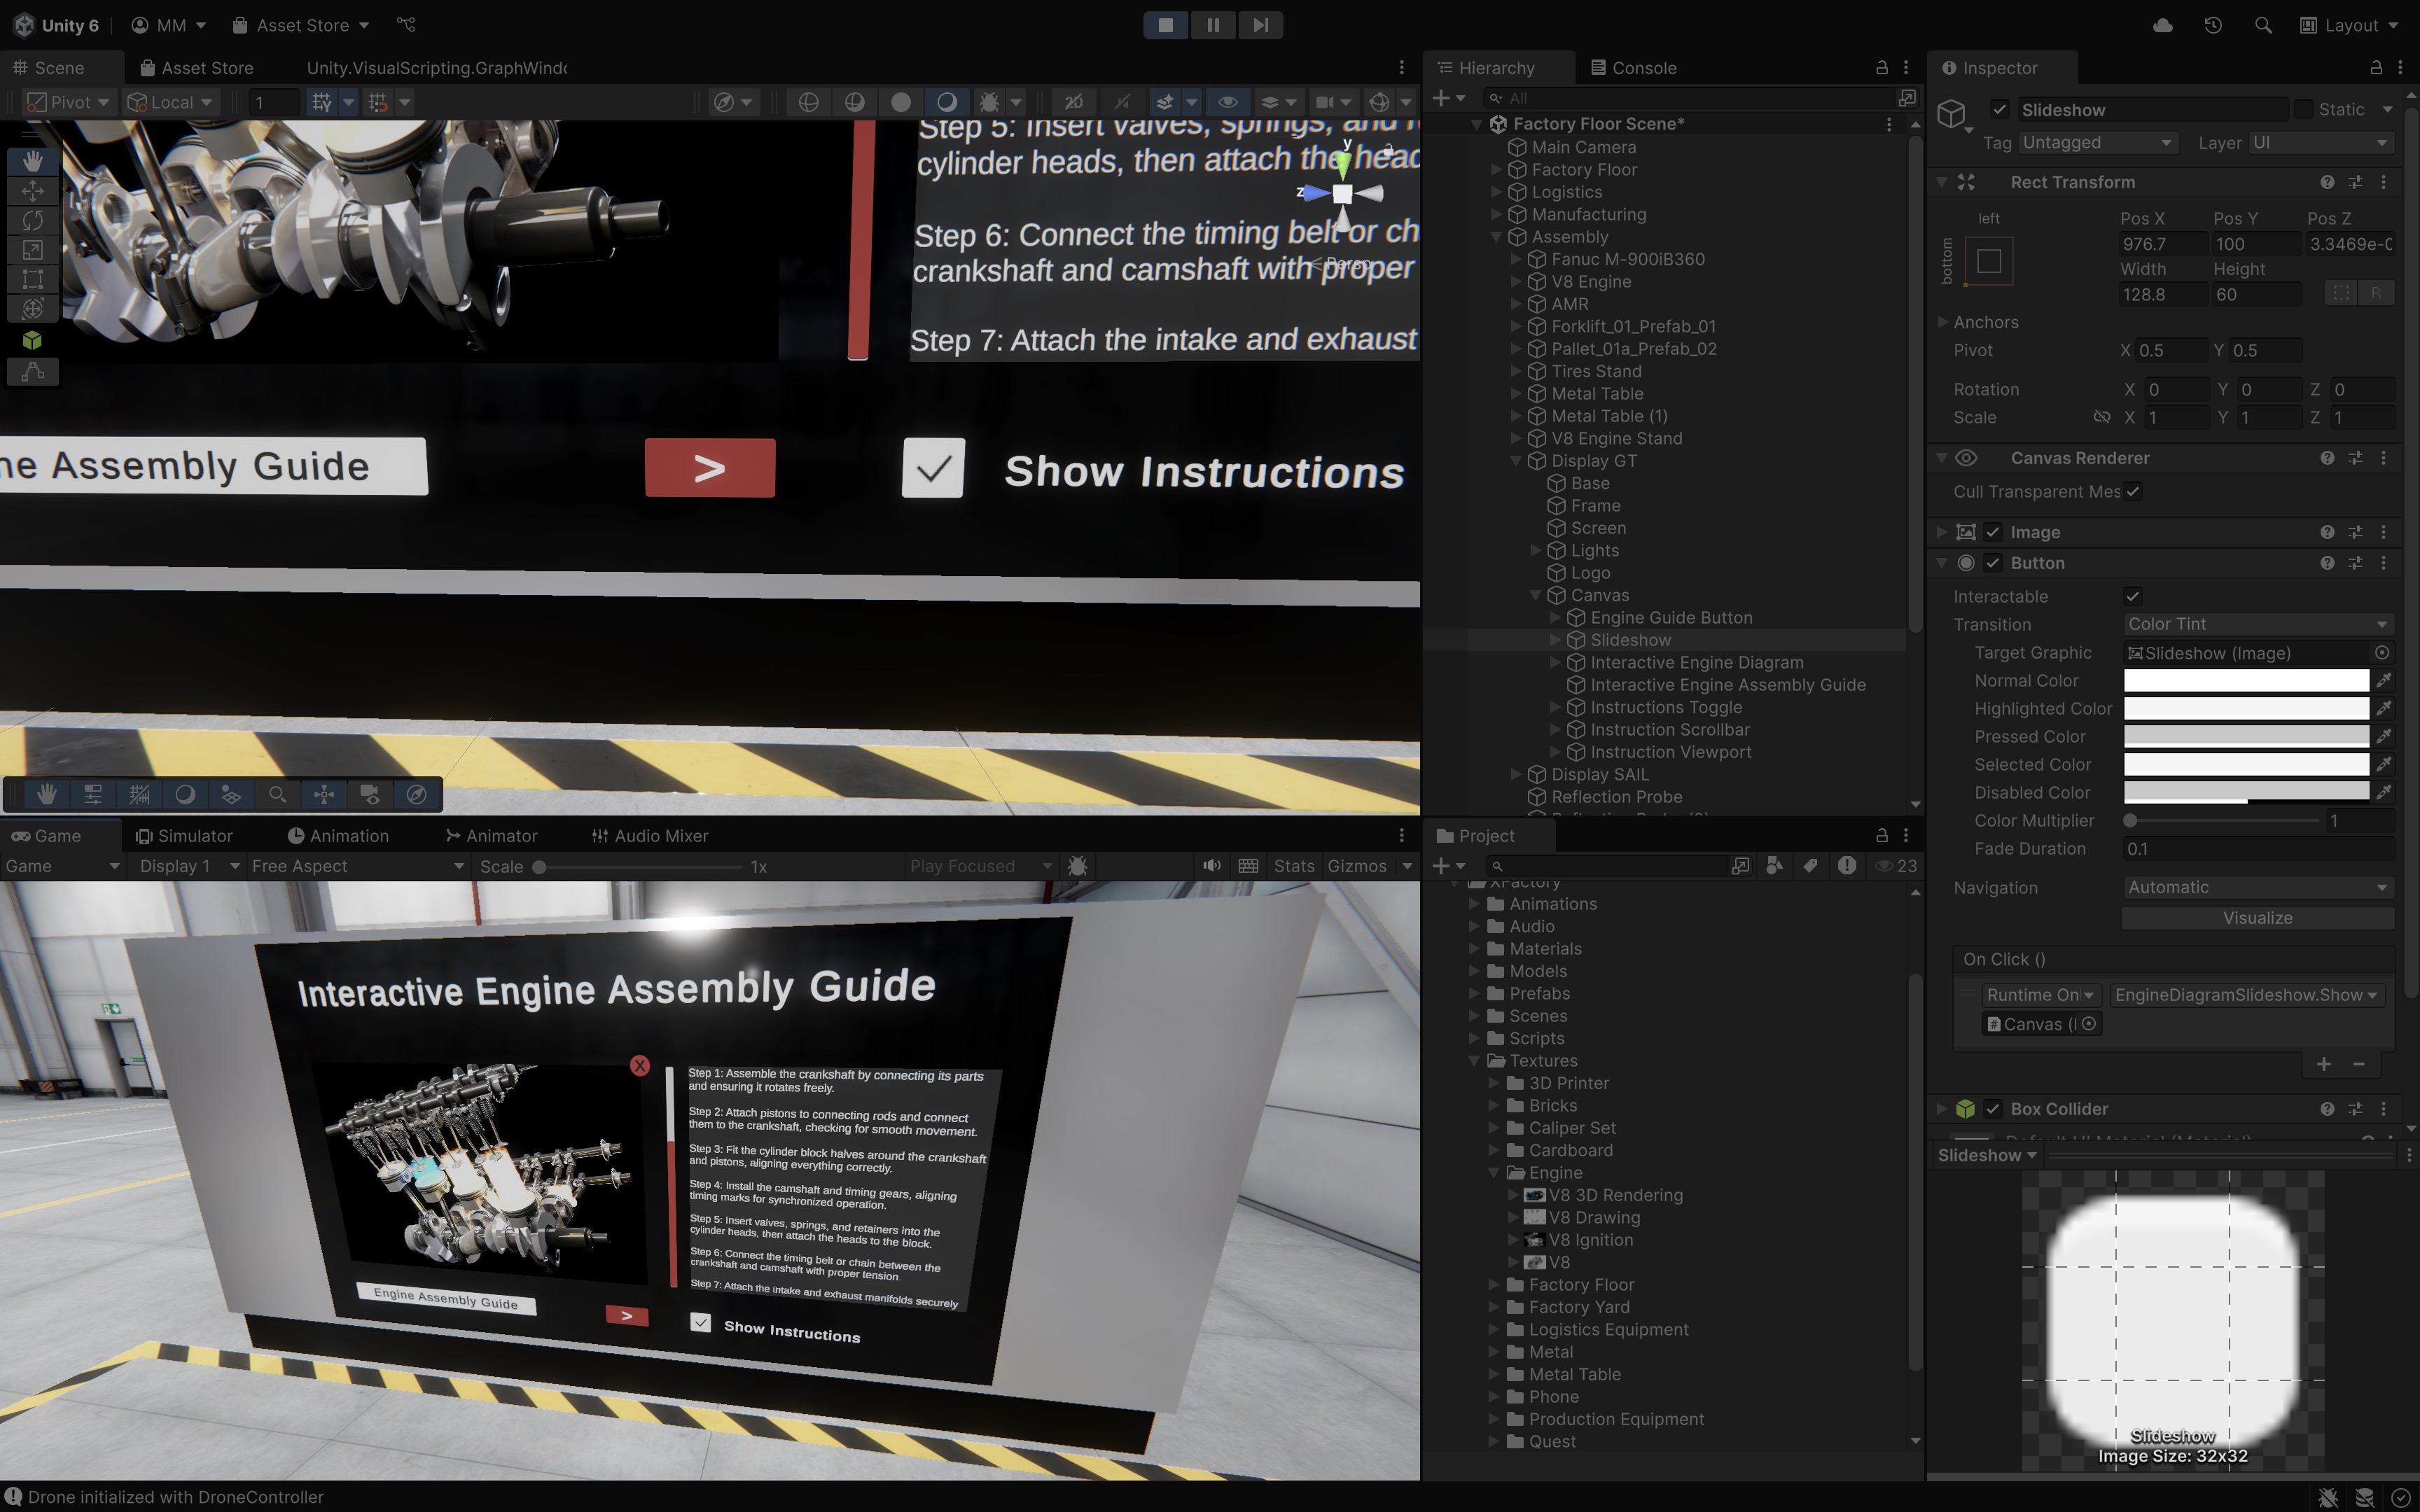 Unity 6
MM
Asset Store
Layout
Scene
Asset Store
Unity.VisualScripting.GraphWindo
Pivot
Local
1
2D
Step 5: Insert valves, springs, and
cylinder heads, then attach the head
Step 6: Connect the timing belt or ch
crankshaft and camshaft with proper
Step 7: Attach the intake and exhaust
y
z
< Persp
ne Assembly Guide
>
Show Instructions
Game
Simulator
Animation
Animator
Audio Mixer
Game
Display 1
Free Aspect
Scale
1x
Play Focused
Stats
Gizmos
Interactive Engine Assembly Guide
X
Step 1: Assemble the crankshaft by connecting its parts
and ensuring it rotates freely.
Step 2: Attach pistons to connecting rods and connect
them to the crankshaft, checking for smooth movement.
Step 3: Fit the cylinder block halves around the crankshaft
and pistons, aligning everything correctly.
Step 4: Install the camshaft and timing gears, aligning
timing marks for synchronized operation.
Step 5: Insert valves, springs, and retainers into the
cylinder heads, then attach the heads to the block.
Step 6: Connect the timing belt or chain between the
crankshaft and camshaft with proper tension.
Step 7: Attach the intake and exhaust manifolds securely
Engine Assembly Guide
>
Show Instructions
Drone initialized with DroneController
Hierarchy
Console
All
Factory Floor Scene*
Main Camera
Factory Floor
Logistics
Manufacturing
Assembly
Fanuc M-900iB360
V8 Engine
AMR
Forklift_01_Prefab_01
Pallet_01a_Prefab_02
Tires Stand
Metal Table
Metal Table (1)
V8 Engine Stand
Display GT
Base
Frame
Screen
Lights
Logo
Canvas
Engine Guide Button
Slideshow
Interactive Engine Diagram
Interactive Engine Assembly Guide
Instructions Toggle
Instruction Scrollbar
Instruction Viewport
Display SAIL
Reflection Probe
Project
23
XFactory
Animations
Audio
Materials
Models
Prefabs
Scenes
Scripts
Textures
3D Printer
Bricks
Caliper Set
Cardboard
Engine
V8 3D Rendering
V8 Drawing
V8 Ignition
V8
Factory Floor
Factory Yard
Logistics Equipment
Metal
Metal Table
Phone
Production Equipment
Quest
Inspector
Slideshow
Static
Tag
Untagged
Layer
UI
Rect Transform
left
bottom
Pos X
Pos Y
Pos Z
976.7
100
3.3469e-0
Width
Height
128.8
60
R
Anchors
Pivot
X 0.5
Y 0.5
Rotation
X 0
Y 0
Z 0
Scale
X 1
Y 1
Z 1
Canvas Renderer
Cull Transparent Mes
Image
Button
Interactable
Transition
Color Tint
Target Graphic
Slideshow (Image)
Normal Color
Highlighted Color
Pressed Color
Selected Color
Disabled Color
Color Multiplier
1
Fade Duration
0.1
Navigation
Automatic
Visualize
On Click ()
Runtime On
EngineDiagramSlideshow.Show
Canvas (
Box Collider
Slideshow
Slideshow
Image Size: 32x32